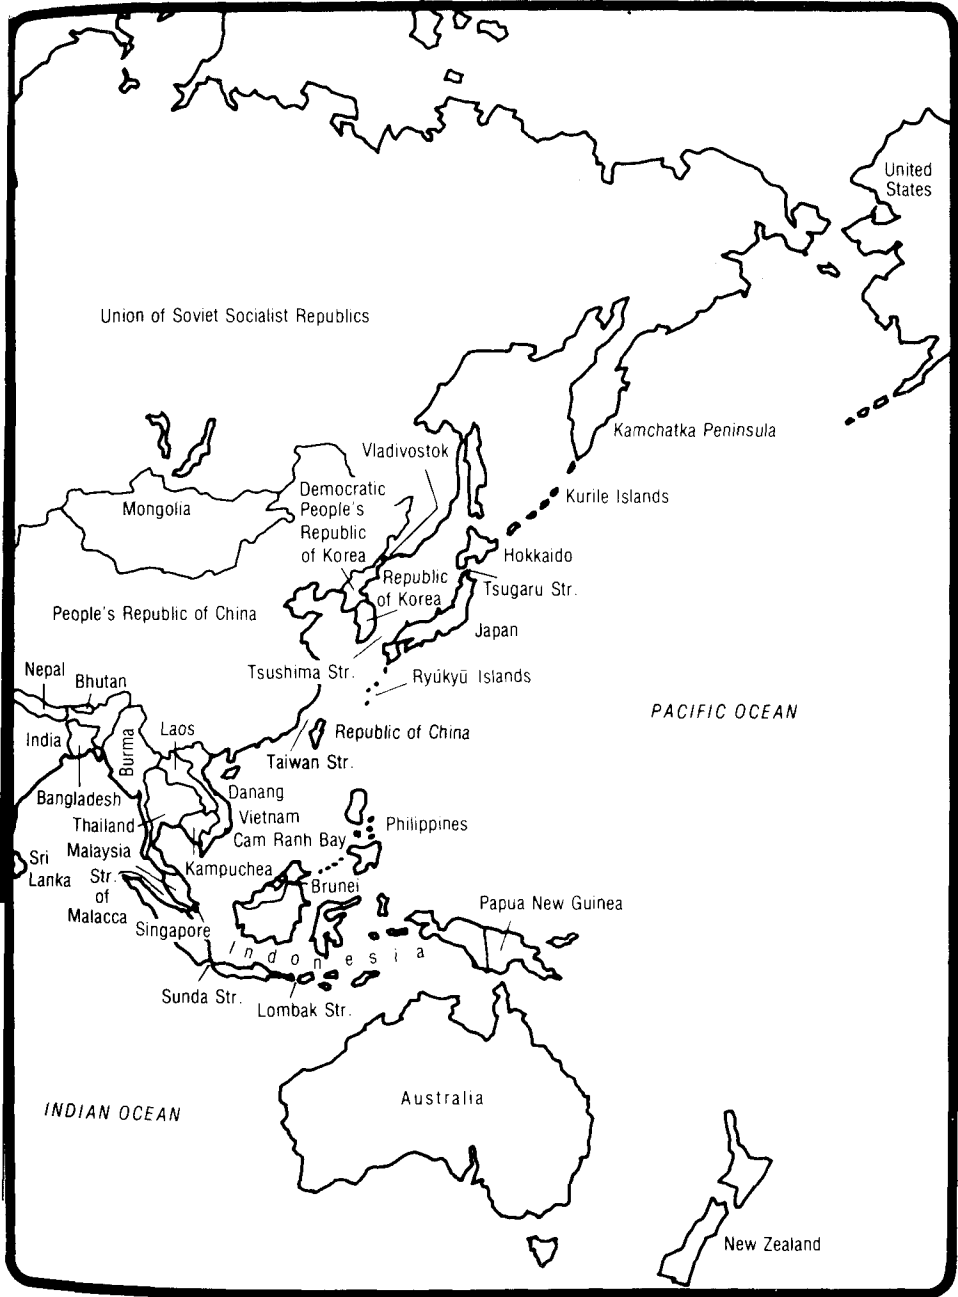 United
States
Union of Soviet Socialist Republics
Kamchatka Peninsula
Vladivostok
Democratic
People's
Republic
of Korea
Kurile Islands
Mongolia
Hokkaido
Republic
of Korea
Tsugaru Str.
People's Republic of China
Japan
Tsushima Str.
Ryúkyū Islands
Nepal
Bhutan
PACIFIC OCEAN
Laos
Republic of China
India
Burma
Taiwan Str.
Bangladesh
Danang
Thailand
Vietnam
Philippines
Cam Ranh Bay
Malaysia
Sri
Lanka
Kampuchea
Str.
of
Malacca
Brunei
Papua New Guinea
Singapore
Indonesia
Sunda Str.
Lombak Str.
Australia
INDIAN OCEAN
New Zealand